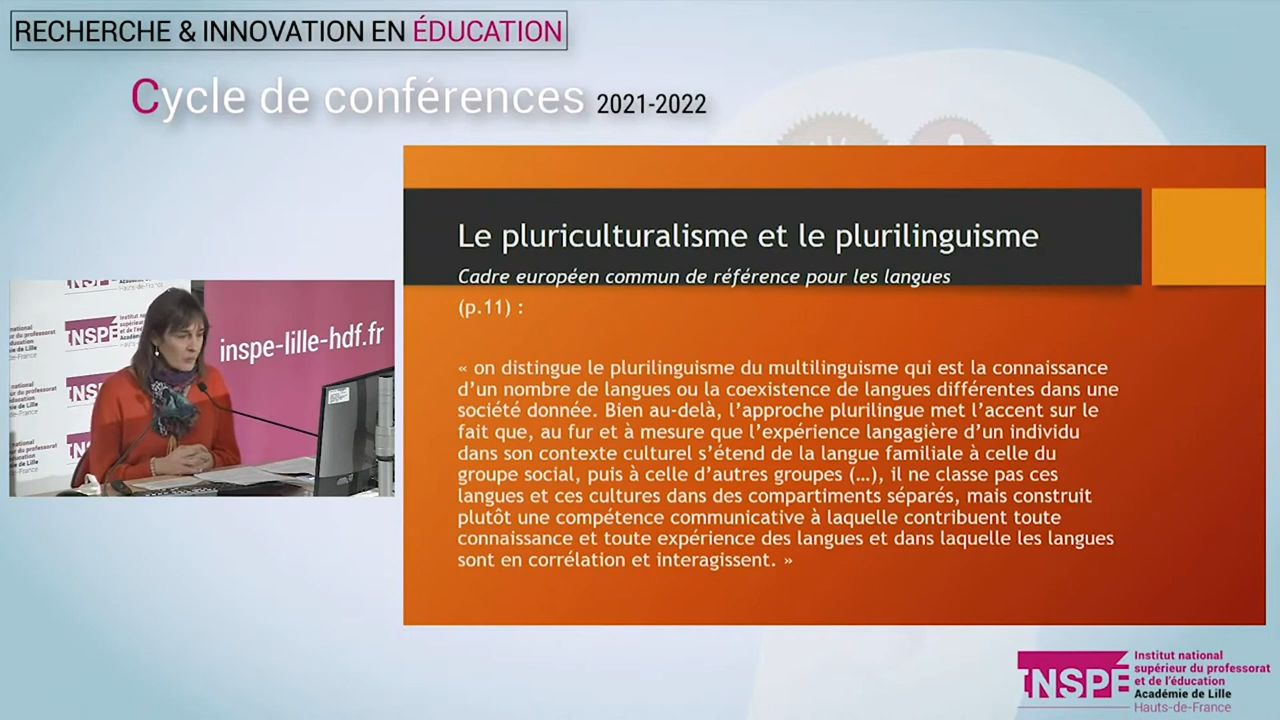 RECHERCHE & INNOVATION EN ÉDUCATION
Cycle de conférences 2021-2022
Le pluriculturalisme et le plurilinguisme
Cadre européen commun de référence pour les langues
(p.11) :
« on distingue le plurilinguisme du multilinguisme qui est la connaissance
d’un nombre de langues ou la coexistence de langues différentes dans une
société donnée. Bien au-delà, l’approche plurilingue met l’accent sur le
fait que, au fur et à mesure que l’expérience langagière d’un individu
dans son contexte culturel s’étend de la langue familiale à celle du
groupe social, puis à celle d’autres groupes (…), il ne classe pas ces
langues et ces cultures dans des compartiments séparés, mais construit
plutôt une compétence communicative à laquelle contribuent toute
connaissance et toute expérience des langues et dans laquelle les langues
sont en corrélation et interagissent. »
inspe-lille-hdf.fr
Hauts-de-France
INSPÉ
INSPÉ
Institut national
supérieur du professorat
et de l’éducation
Académie de Lille
Hauts-de-France